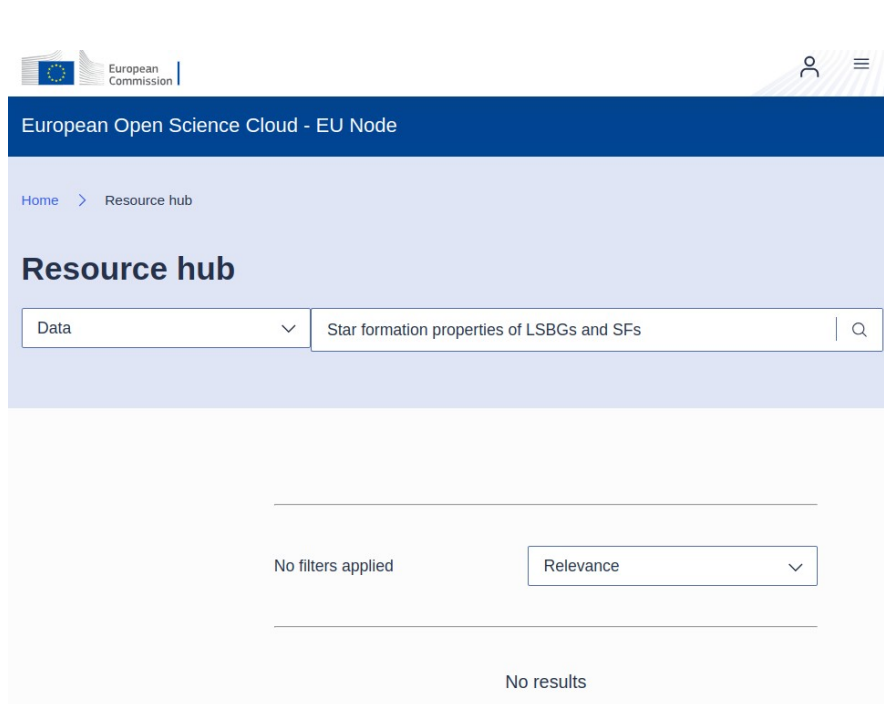 European
Commission
European Open Science Cloud - EU Node
Home > Resource hub
Resource hub
Data
Star formation properties of LSBGs and SFs
No filters applied
Relevance
No results